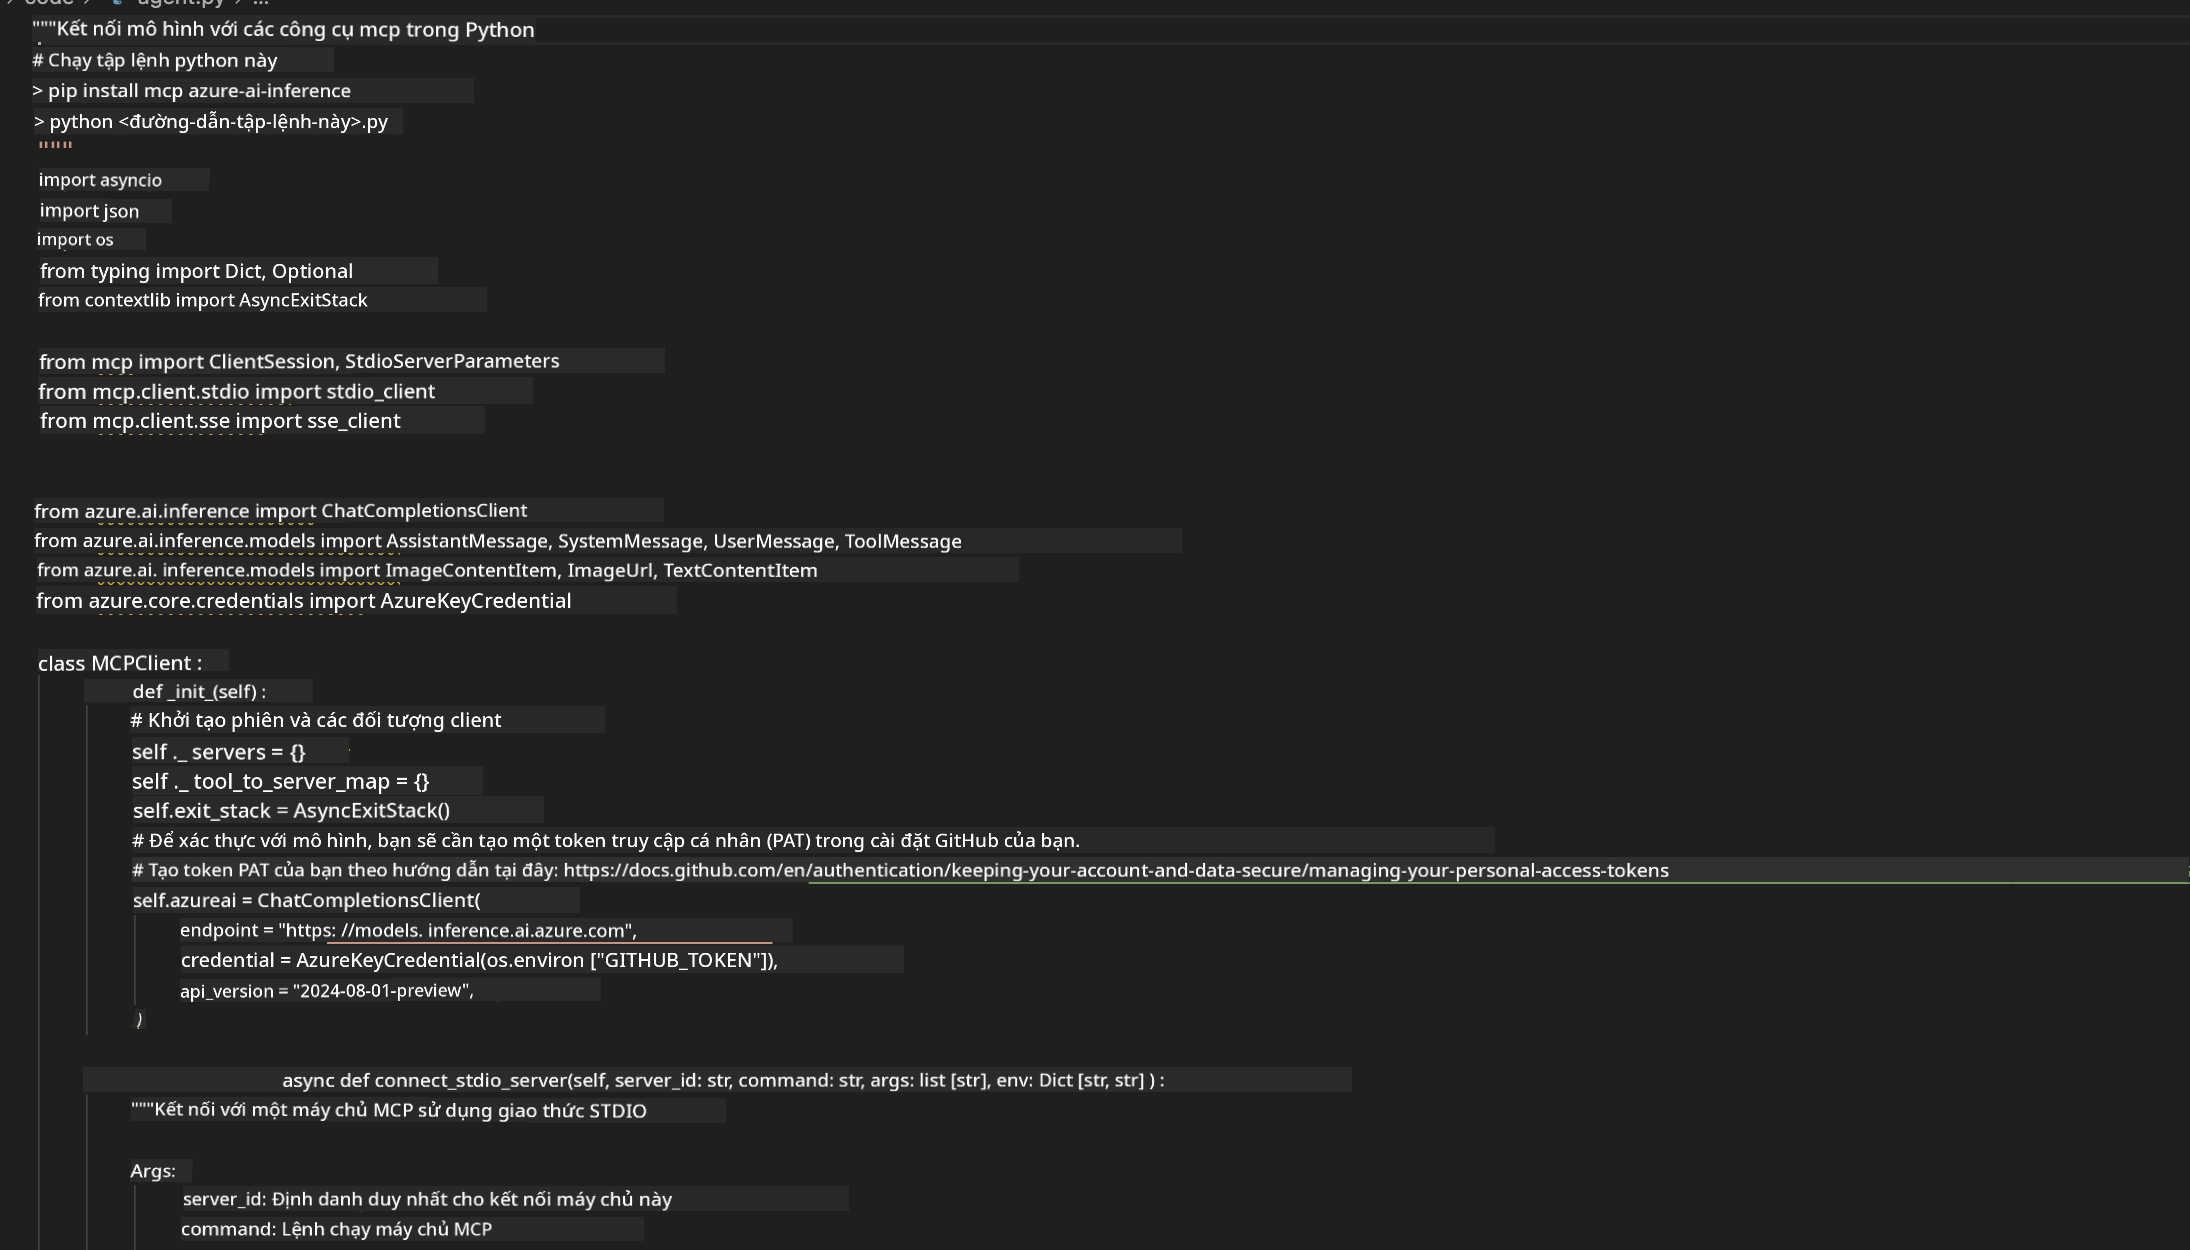 code agent.py ...
"""Kết nối mô hình với các công cụ mcp trong Python
# Chạy tập lệnh python này
> pip install mcp azure-ai-inference
> python <đường-dẫn-tập-lệnh-này>.py
"""
import asyncio
import json
import os
from typing import Dict, Optional
from contextlib import AsyncExitStack
from mcp import ClientSession, StdioServerParameters
from mcp.client.stdio import stdio_client
from mcp.client.sse import sse_client
from azure.ai.inference import ChatCompletionsClient
from azure.ai.inference.models import AssistantMessage, SystemMessage, UserMessage, ToolMessage
from azure.ai. inference.models import ImageContentItem, ImageUrl, TextContentItem
from azure.core.credentials import AzureKeyCredential
class MCPClient :
def _init_(self) :
# Khởi tạo phiên và các đối tượng client
self ._ servers = {}
self ._ tool_to_server_map = {}
self.exit_stack = AsyncExitStack()
# Để xác thực với mô hình, bạn sẽ cần tạo một token truy cập cá nhân (PAT) trong cài đặt GitHub của bạn.
# Tạo token PAT của bạn theo hướng dẫn tại đây: https://docs.github.com/en/authentication/keeping-your-account-and-data-secure/managing-your-personal-access-tokens
self.azureai = ChatCompletionsClient(
endpoint = "https: //models. inference.ai.azure.com",
credential = AzureKeyCredential(os.environ ["GITHUB_TOKEN"]),
api_version = "2024-08-01-preview",
)
async def connect_stdio_server(self, server_id: str, command: str, args: list [str], env: Dict [str, str] ) :
"""Kết nối với một máy chủ MCP sử dụng giao thức STDIO
Args:
server_id: Định danh duy nhất cho kết nối máy chủ này
command: Lệnh chạy máy chủ MCP